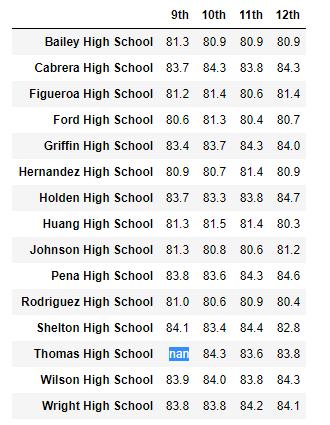 9th 10th 11th 12th
Bailey High School 81.3 80.9 80.9 80.9
Cabrera High School 83.7 84.3 83.8 84.3
Figueroa High School 81.2 81.4 80.6 81.4
Ford High School 80.6 81.3 80.4 80.7
Griffin High School 83.4 83.7 84.3 84.0
Hernandez High School 80.9 80.7 81.4 80.9
Holden High School 83.7 83.3 83.8 84.7
Huang High School 81.3 81.5 81.4 80.3
Johnson High School 81.3 80.8 80.6 81.2
Pena High School 83.8 83.6 84.3 84.6
Rodriguez High School 81.0 80.6 80.9 80.4
Shelton High School 84.1 83.4 84.4 82.8
Thomas High School nan 84.3 83.6 83.8
Wilson High School 83.9 84.0 83.8 84.3
Wright High School 83.8 83.8 84.2 84.1